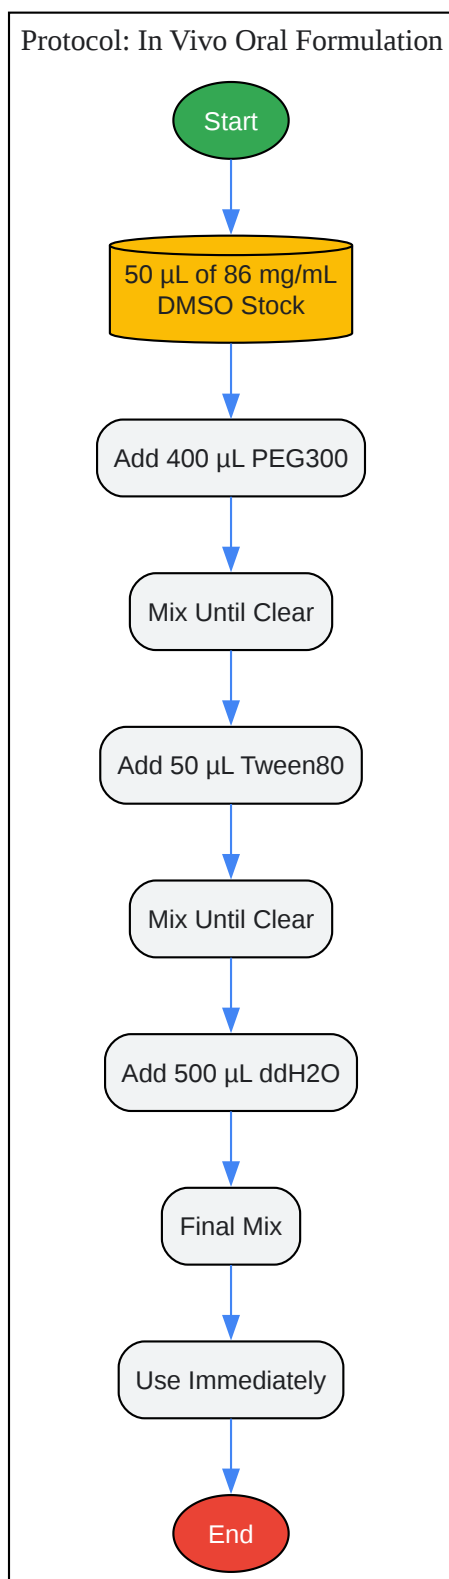 Protocol: In Vivo Oral Formulation
Start
50 µL of 86 mg/mL
DMSO Stock
Add 400 µL PEG300
Mix Until Clear
Add 50 µL Tween80
Mix Until Clear
Add 500 µL ddH2O
Final Mix
Use Immediately
End